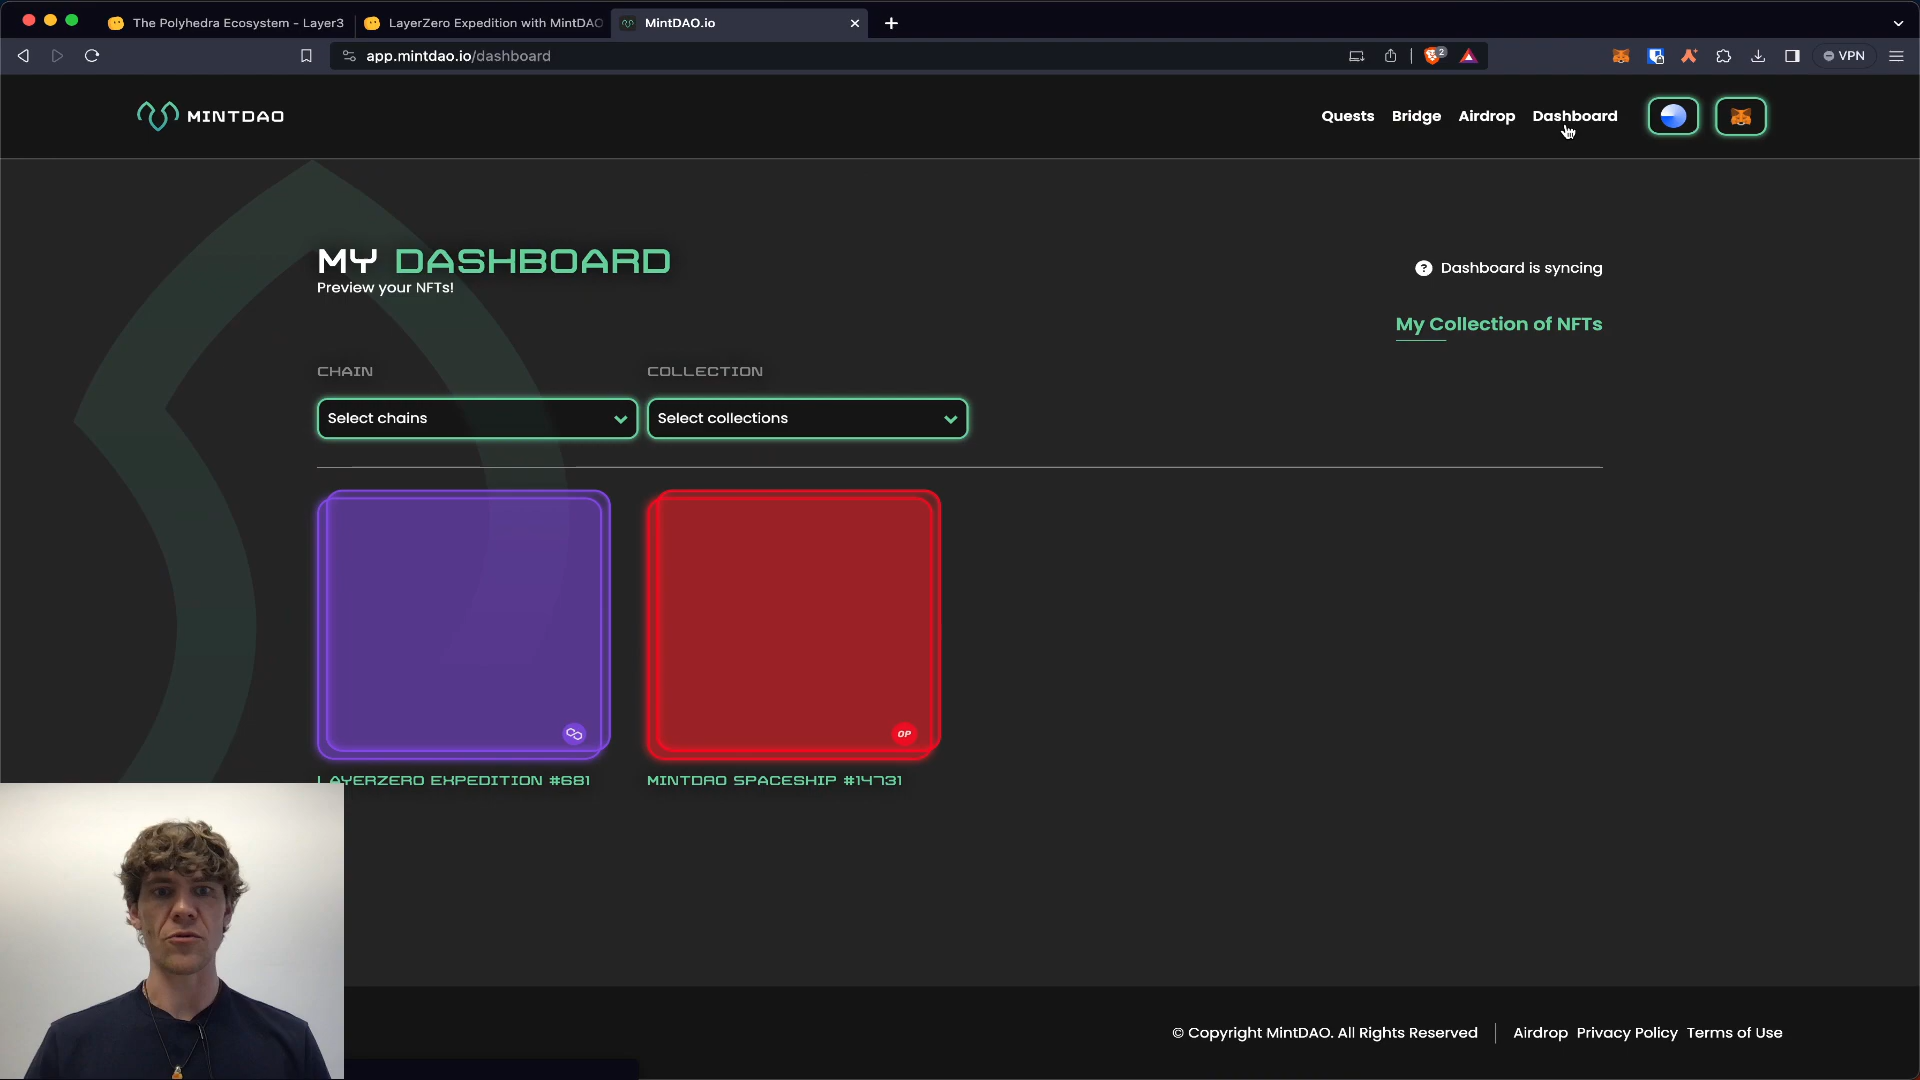 The Polyhedra Ecosystem - Layer3
LayerZero Expedition with MintDAO
MintDAO.io
app.mintdao.io/dashboard
2
VPN
MINTDAO
Quests
Bridge
Airdrop
Dashboard
MY DASHBOARD
Preview your NFTs!
? Dashboard is syncing
My Collection of NFTs
CHAIN
COLLECTION
Select chains
Select collections
OP
LAYERZERO EXPEDITION #681
MINTDAO SPACESHIP #14731
© Copyright MintDAO. All Rights Reserved
Airdrop
Privacy Policy
Terms of Use